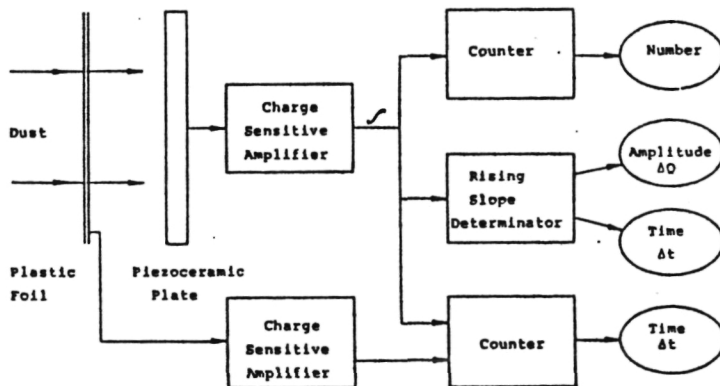 Counter
Number
Charge
Sensitive
Amplifier
Dust
Amplitude
ΔQ
Rising
Slope
Determinator
Time
Δt
Plastic
Foil
Piezoceramic
Plate
Charge
Sensitive
Amplifier
Counter
Time
Δt